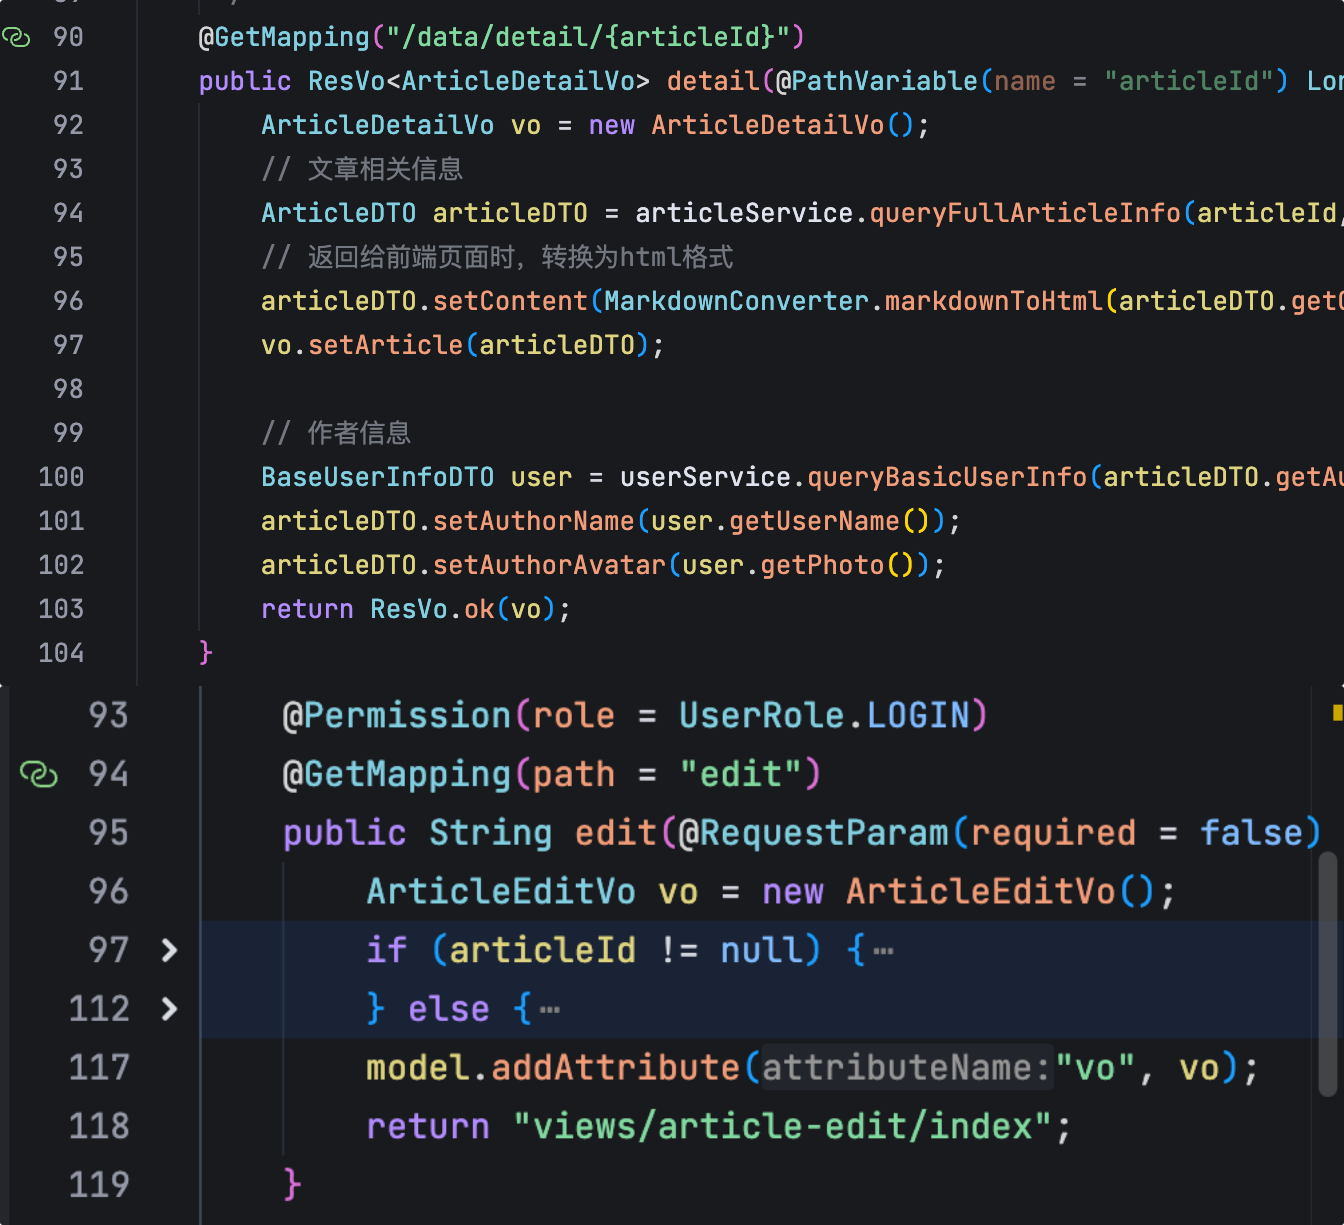 90 @GetMapping("/data/detail/{articleId}")
91 public ResVo<ArticleDetailVo> detail(@PathVariable(name = "articleId") Lon
92 ArticleDetailVo vo = new ArticleDetailVo();
93 // 文章相关信息
94 ArticleDTO articleDTO = articleService.queryFullArticleInfo(articleId,
95 // 返回给前端页面时，转换为html格式
96 articleDTO.setContent(MarkdownConverter.markdownToHtml(articleDTO.get
97 vo.setArticle(articleDTO);
98
99 // 作者信息
100 BaseUserInfoDTO user = userService.queryBasicUserInfo(articleDTO.getAu
101 articleDTO.setAuthorName(user.getUserName());
102 articleDTO.setAuthorAvatar(user.getPhoto());
103 return ResVo.ok(vo);
104 }
93 @Permission(role = UserRole.LOGIN)
94 @GetMapping(path = "edit")
95 public String edit(@RequestParam(required = false)
96 ArticleEditVo vo = new ArticleEditVo();
97 if (articleId != null) {…
112 } else {…
117 model.addAttribute(attributeName:"vo", vo);
118 return "views/article-edit/index";
119 }